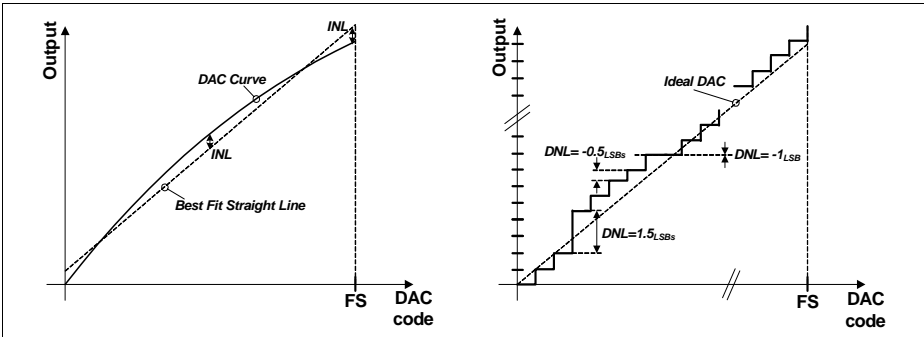 Output
INL
DAC Curve
INL
Best Fit Straight Line
FS
DAC
code
Output
Ideal DAC
DNL= -0.5LSBs
DNL= -1LSB
DNL=1.5LSBs
FS
DAC
code